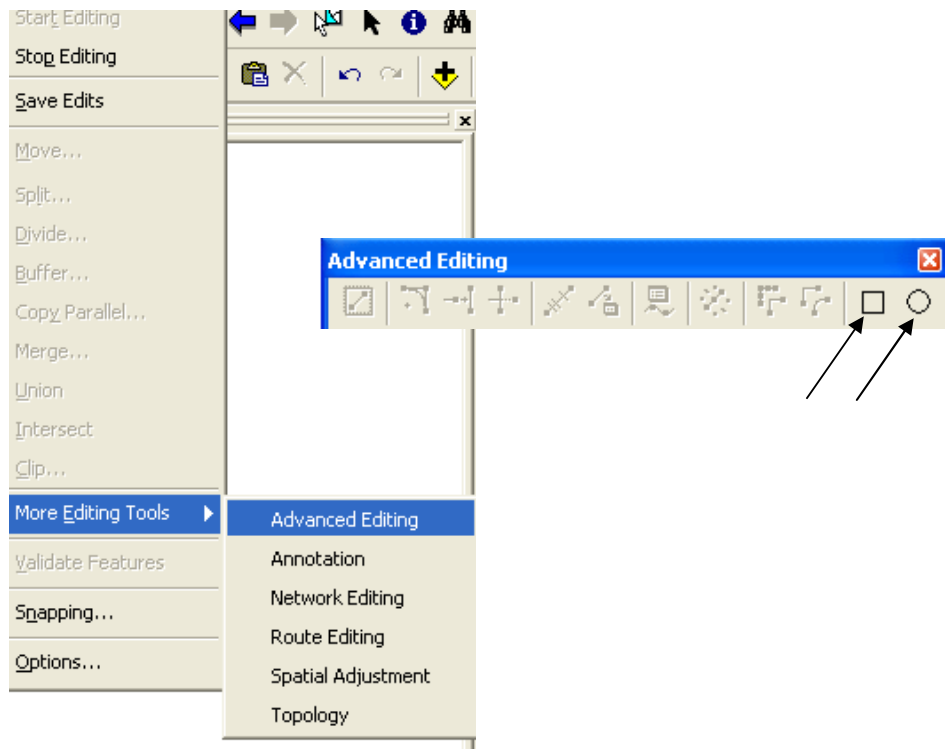 Start Editing
Stop Editing
Save Edits
Move...
Split...
Divide...
Buffer...
Copy Parallel...
Merge...
Union
Intersect
Clip...
More Editing Tools
Validate Features
Snapping...
Options...
Advanced Editing
Annotation
Network Editing
Route Editing
Spatial Adjustment
Topology
Advanced Editing